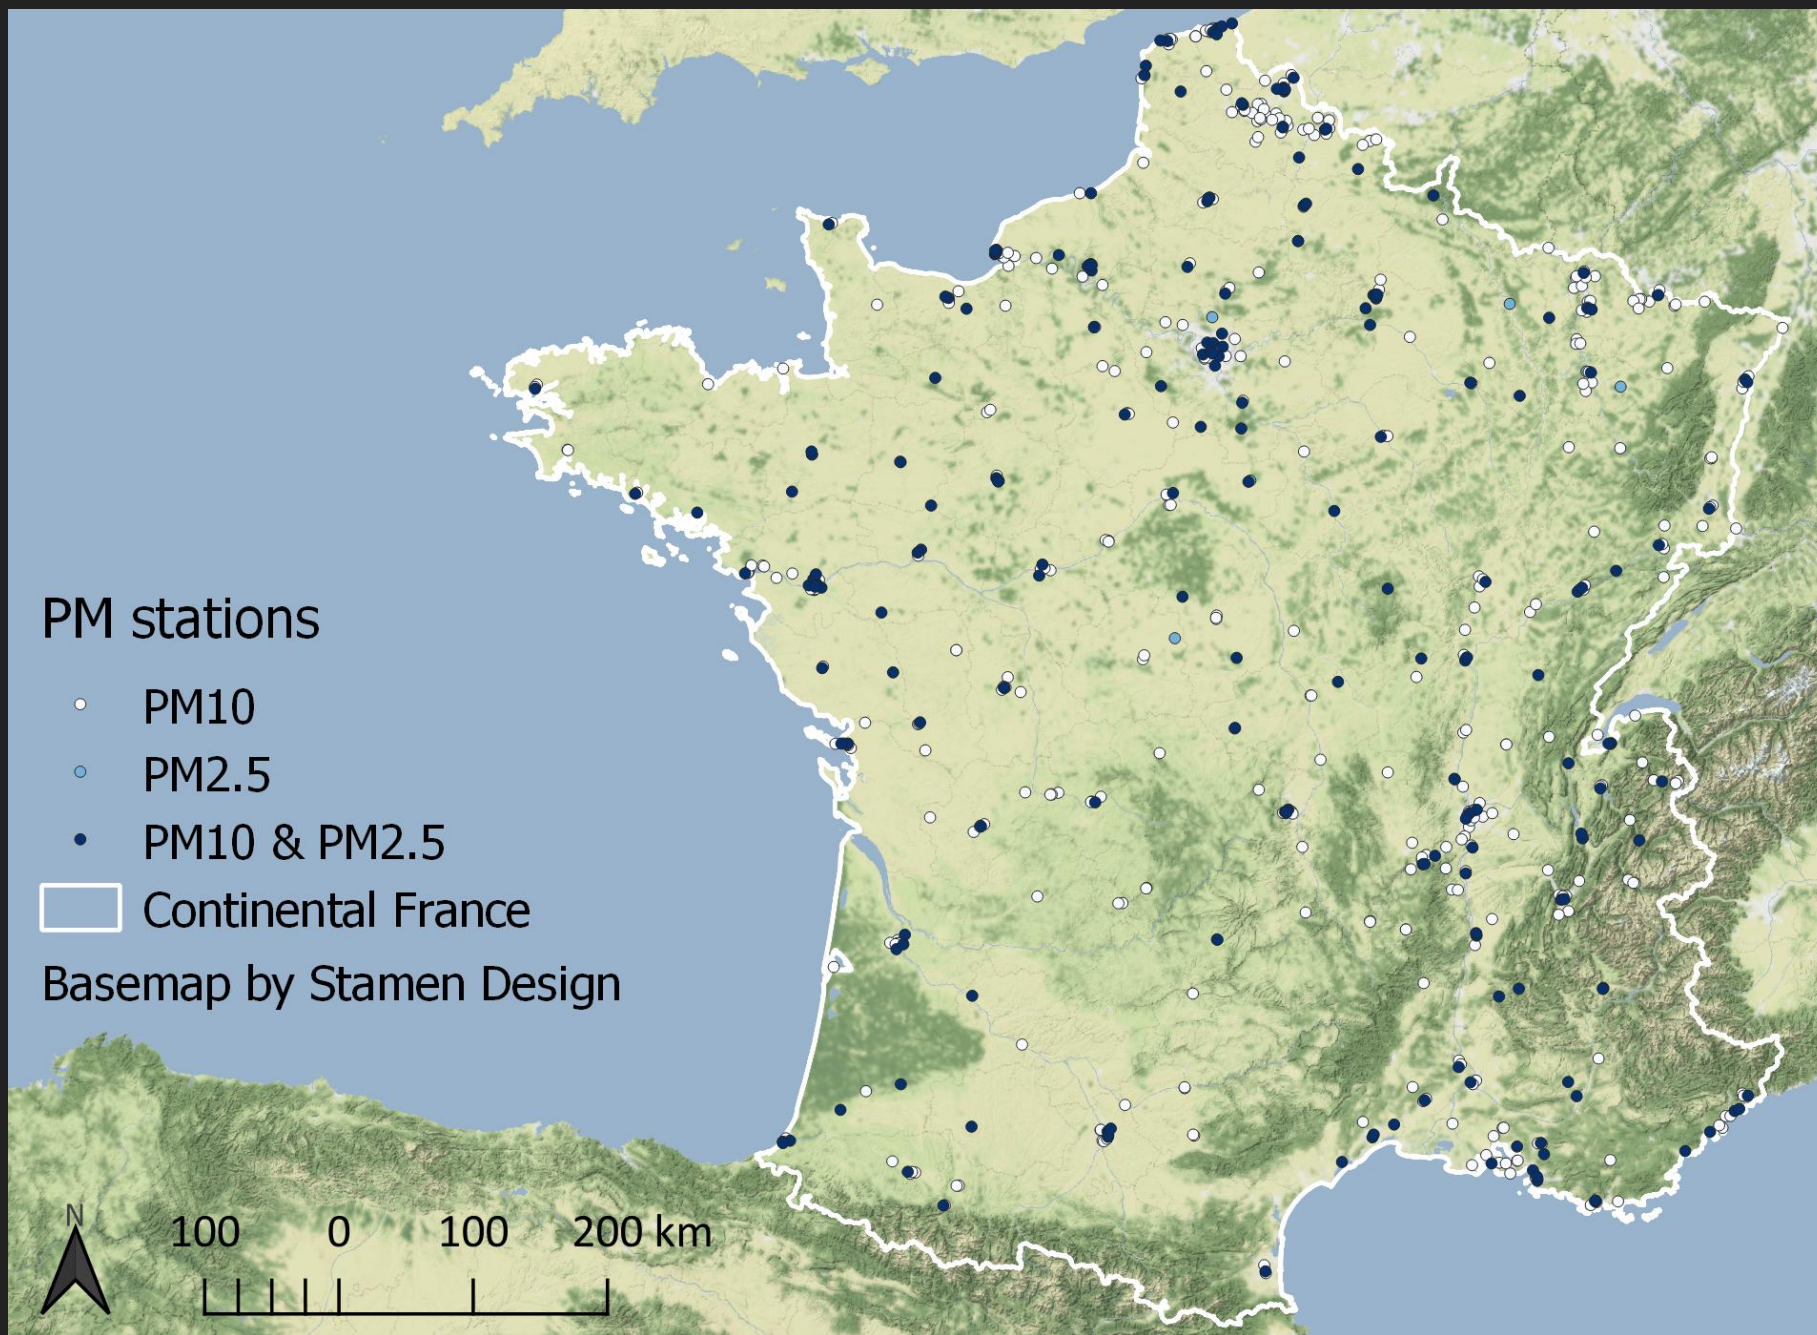 PM stations
PM10
PM2.5
PM10 & PM2.5
Continental France
Basemap by Stamen Design
N
100 0 100 200 km